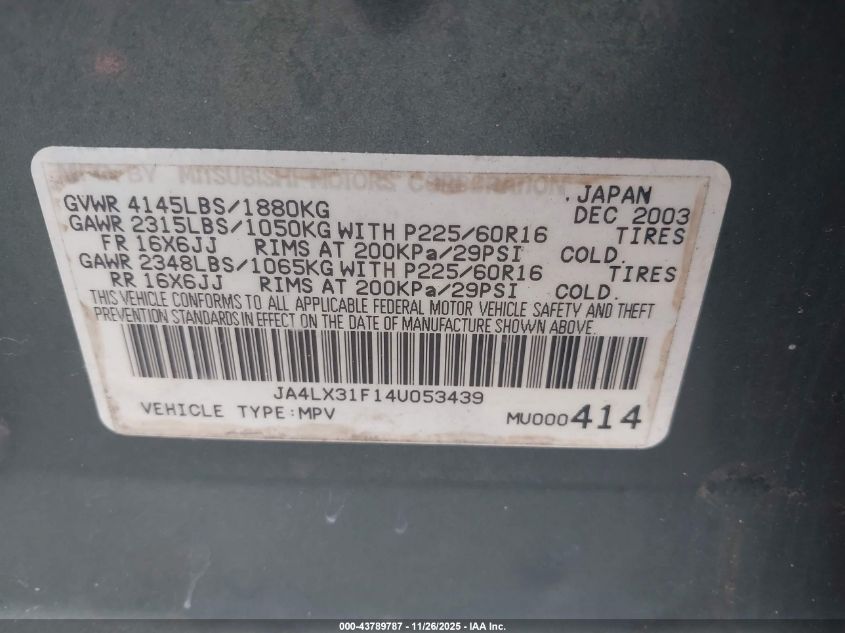 MFD BY MITSUBISHI MOTORS CORPORATION, JAPAN
GVWR 4145LBS/1880KG DEC 2003
GAWR 2315LBS/1050KG WITH P225/60R16 TIRES
FR 16X6JJ RIMS AT 200KPa/29PSI COLD.
GAWR 2348LBS/1065KG WITH P225/60R16 TIRES
RR 16X6JJ RIMS AT 200KPa/29PSI COLD.
THIS VEHICLE CONFORMS TO ALL APPLICABLE FEDERAL MOTOR VEHICLE SAFETY AND THEFT
PREVENTION STANDARDS IN EFFECT ON THE DATE OF MANUFACTURE SHOWN ABOVE.
JA4LX31F14U053439
VEHICLE TYPE:MPV MU000414
000-43789787 - 11/26/2025 - IAA Inc.